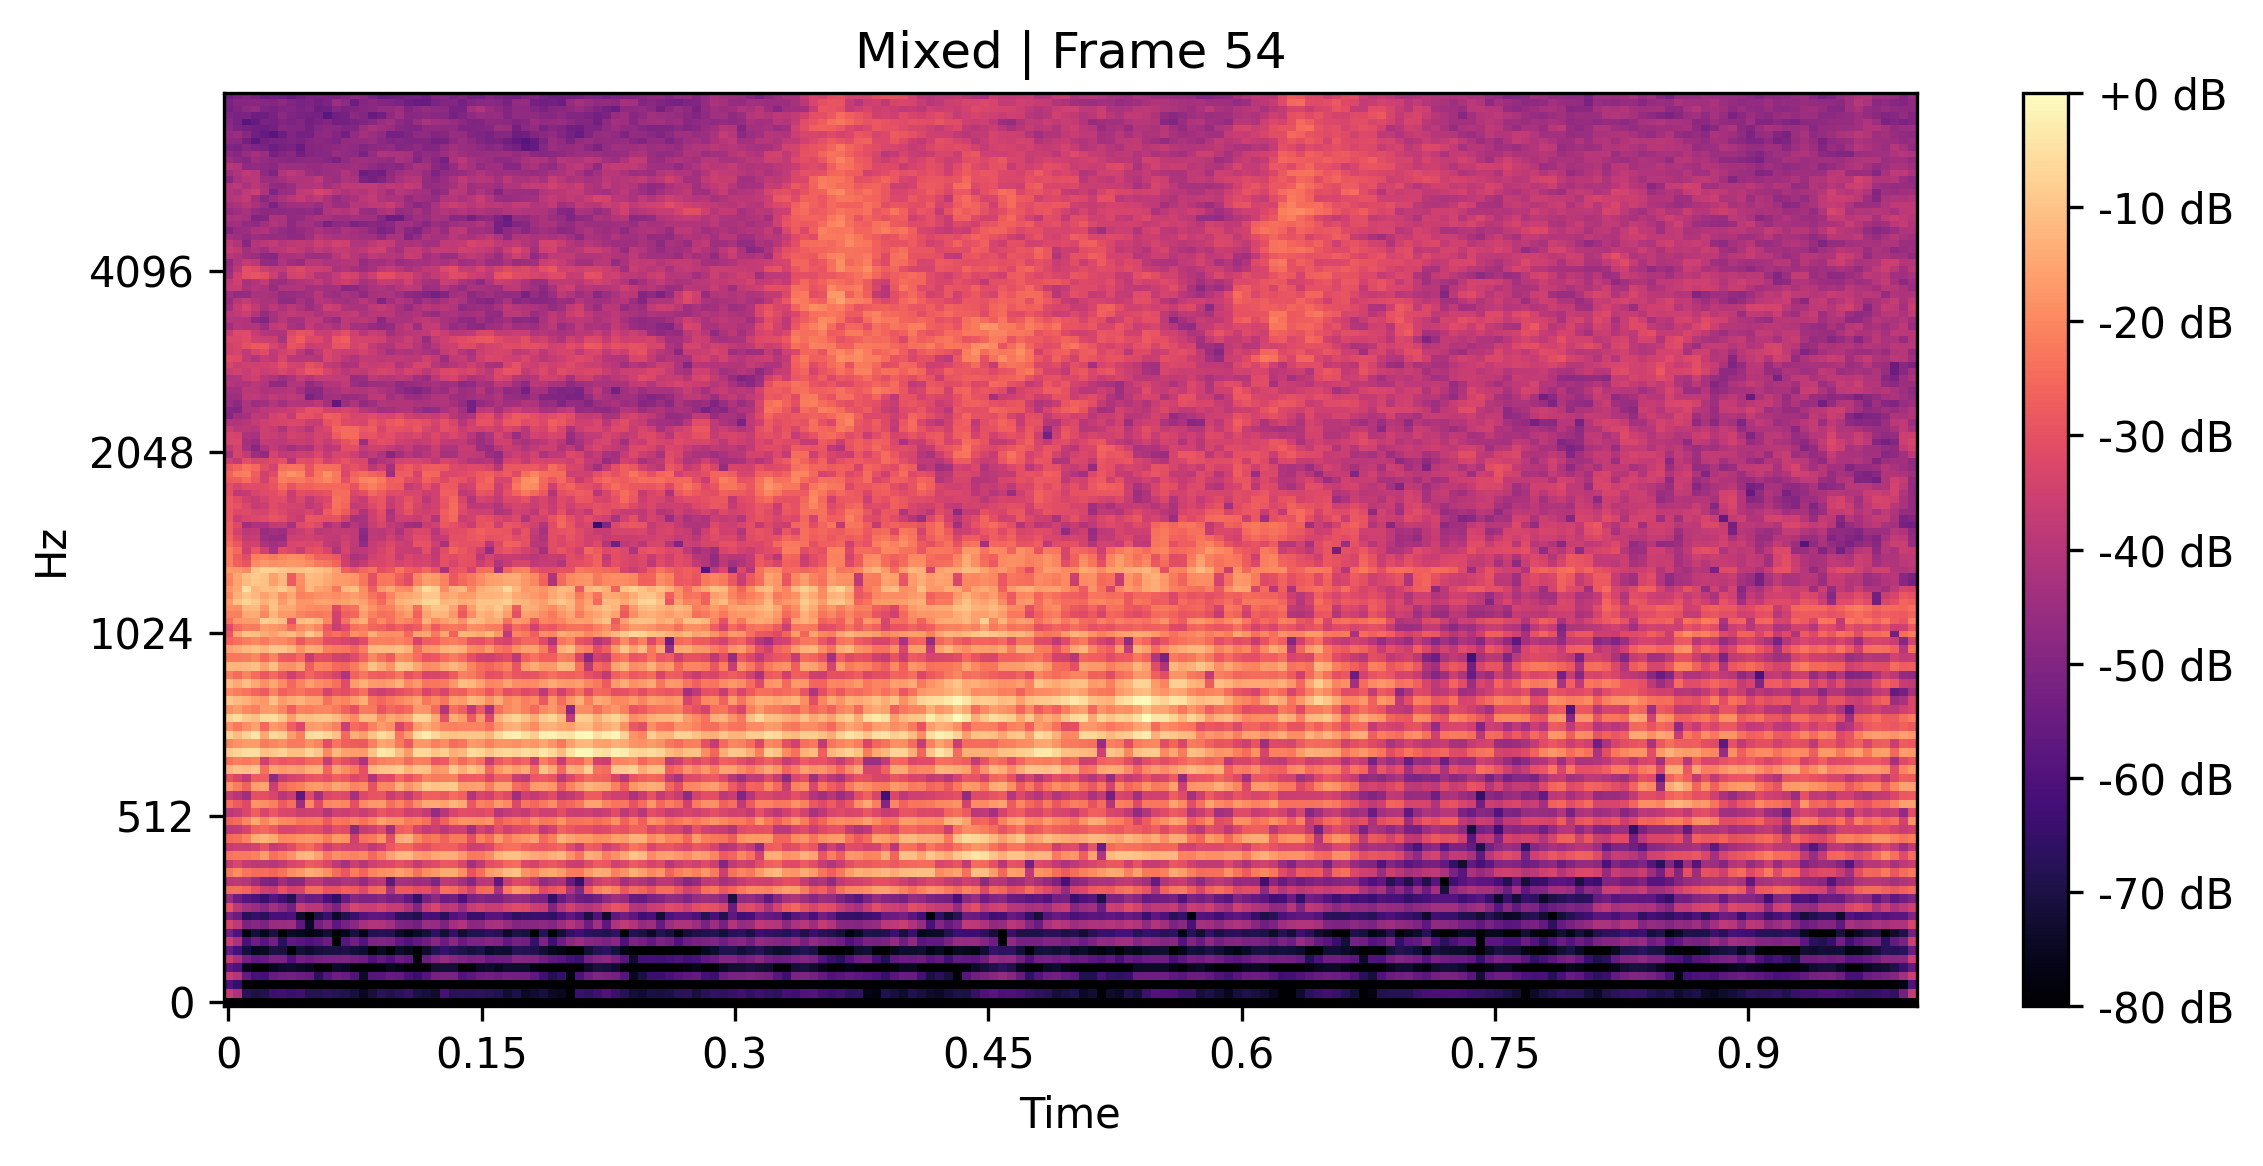 Mixed | Frame 54
+0 dB
-10 dB
-20 dB
-30 dB
-40 dB
-50 dB
-60 dB
-70 dB
-80 dB
4096
2048
1024
512
0
Hz
0 0.15 0.3 0.45 0.6 0.75 0.9
Time